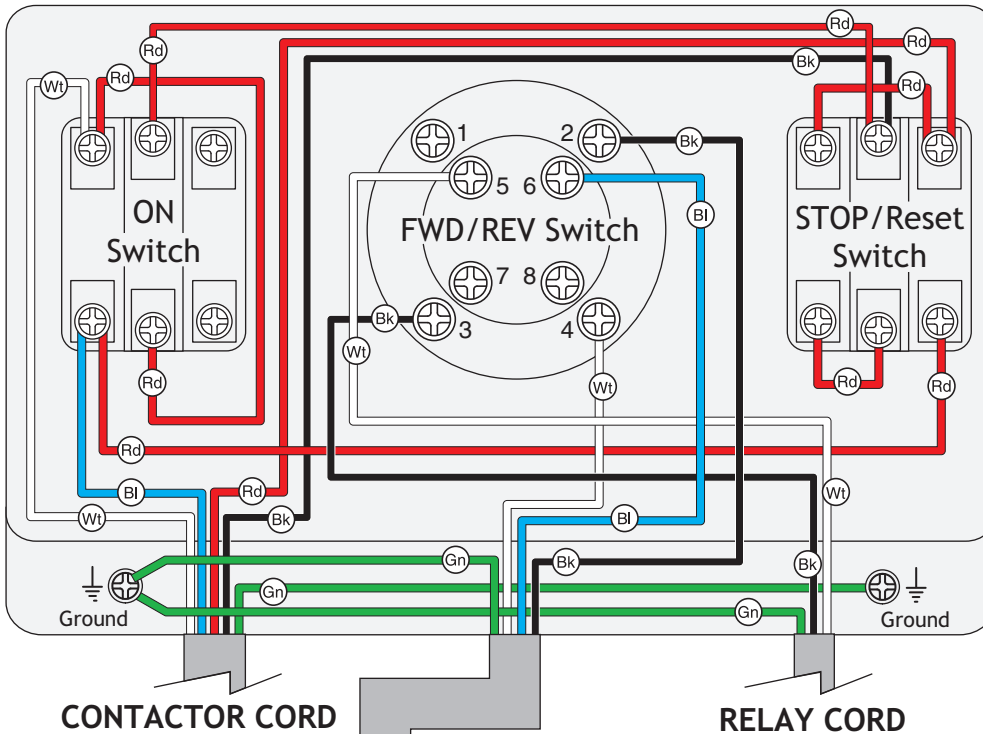 Rd
Rd
Rd
Rd
Bk
Wt
Rd
Rd
1
2
Bk
5
6
Bl
ON
Switch
FWD/REV Switch
STOP/Reset
Switch
7
8
3
4
Bk
Wt
Rd
Wt
Rd
Rd
Rd
Bl
Rd
Wt
Wt
Bk
Bl
Gn
Bk
Bk
Gn
Gn
Ground
Ground
CONTACTOR CORD
RELAY CORD